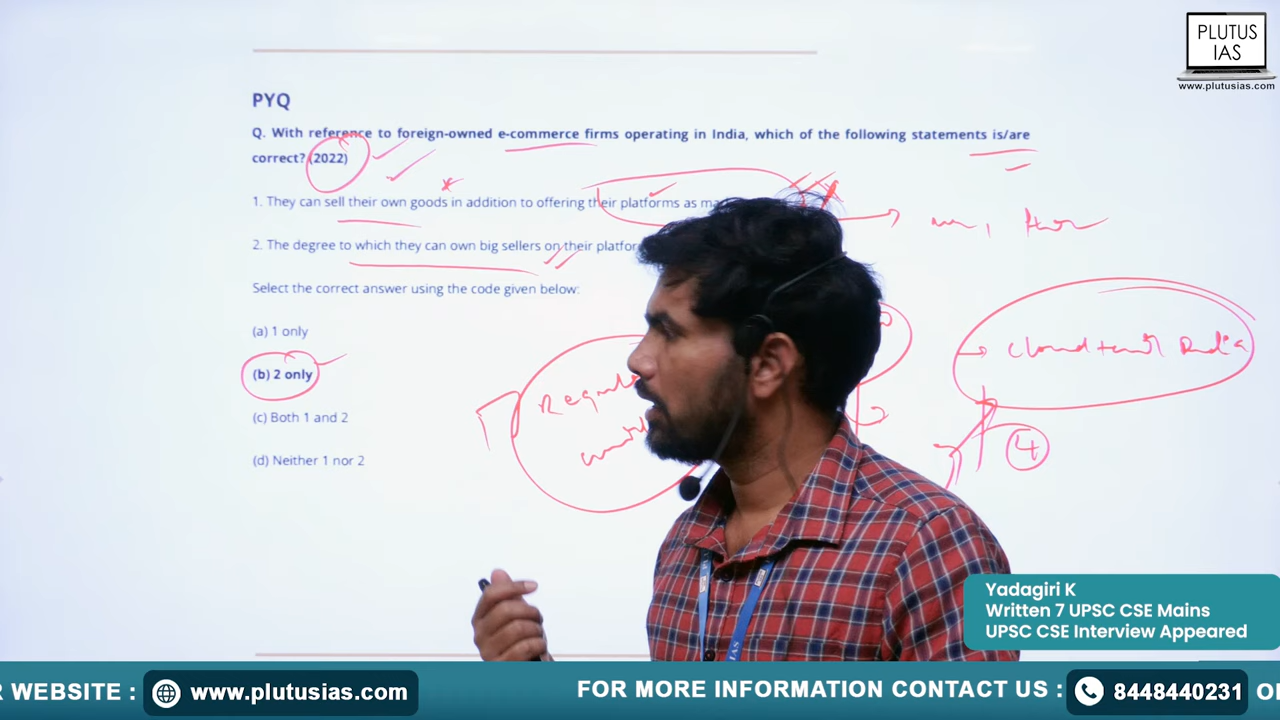 PLUTUS
IAS
www.plutusias.com
PYQ
Q. With reference to foreign-owned e-commerce firms operating in India, which of the following statements is/are
correct? (2022)
1. They can sell their own goods in addition to offering their platforms as
2. The degree to which they can own big sellers on their
Select the correct answer using the code given below:
(a) 1 only
(b) 2 only
(c) Both 1 and 2
(d) Neither 1 nor 2
India
4
IAS
Yadagiri K
Written 7 UPSC CSE Mains
UPSC CSE Interview Appeared
WEBSITE : www.plutusias.com FOR MORE INFORMATION CONTACT US : 8448440231